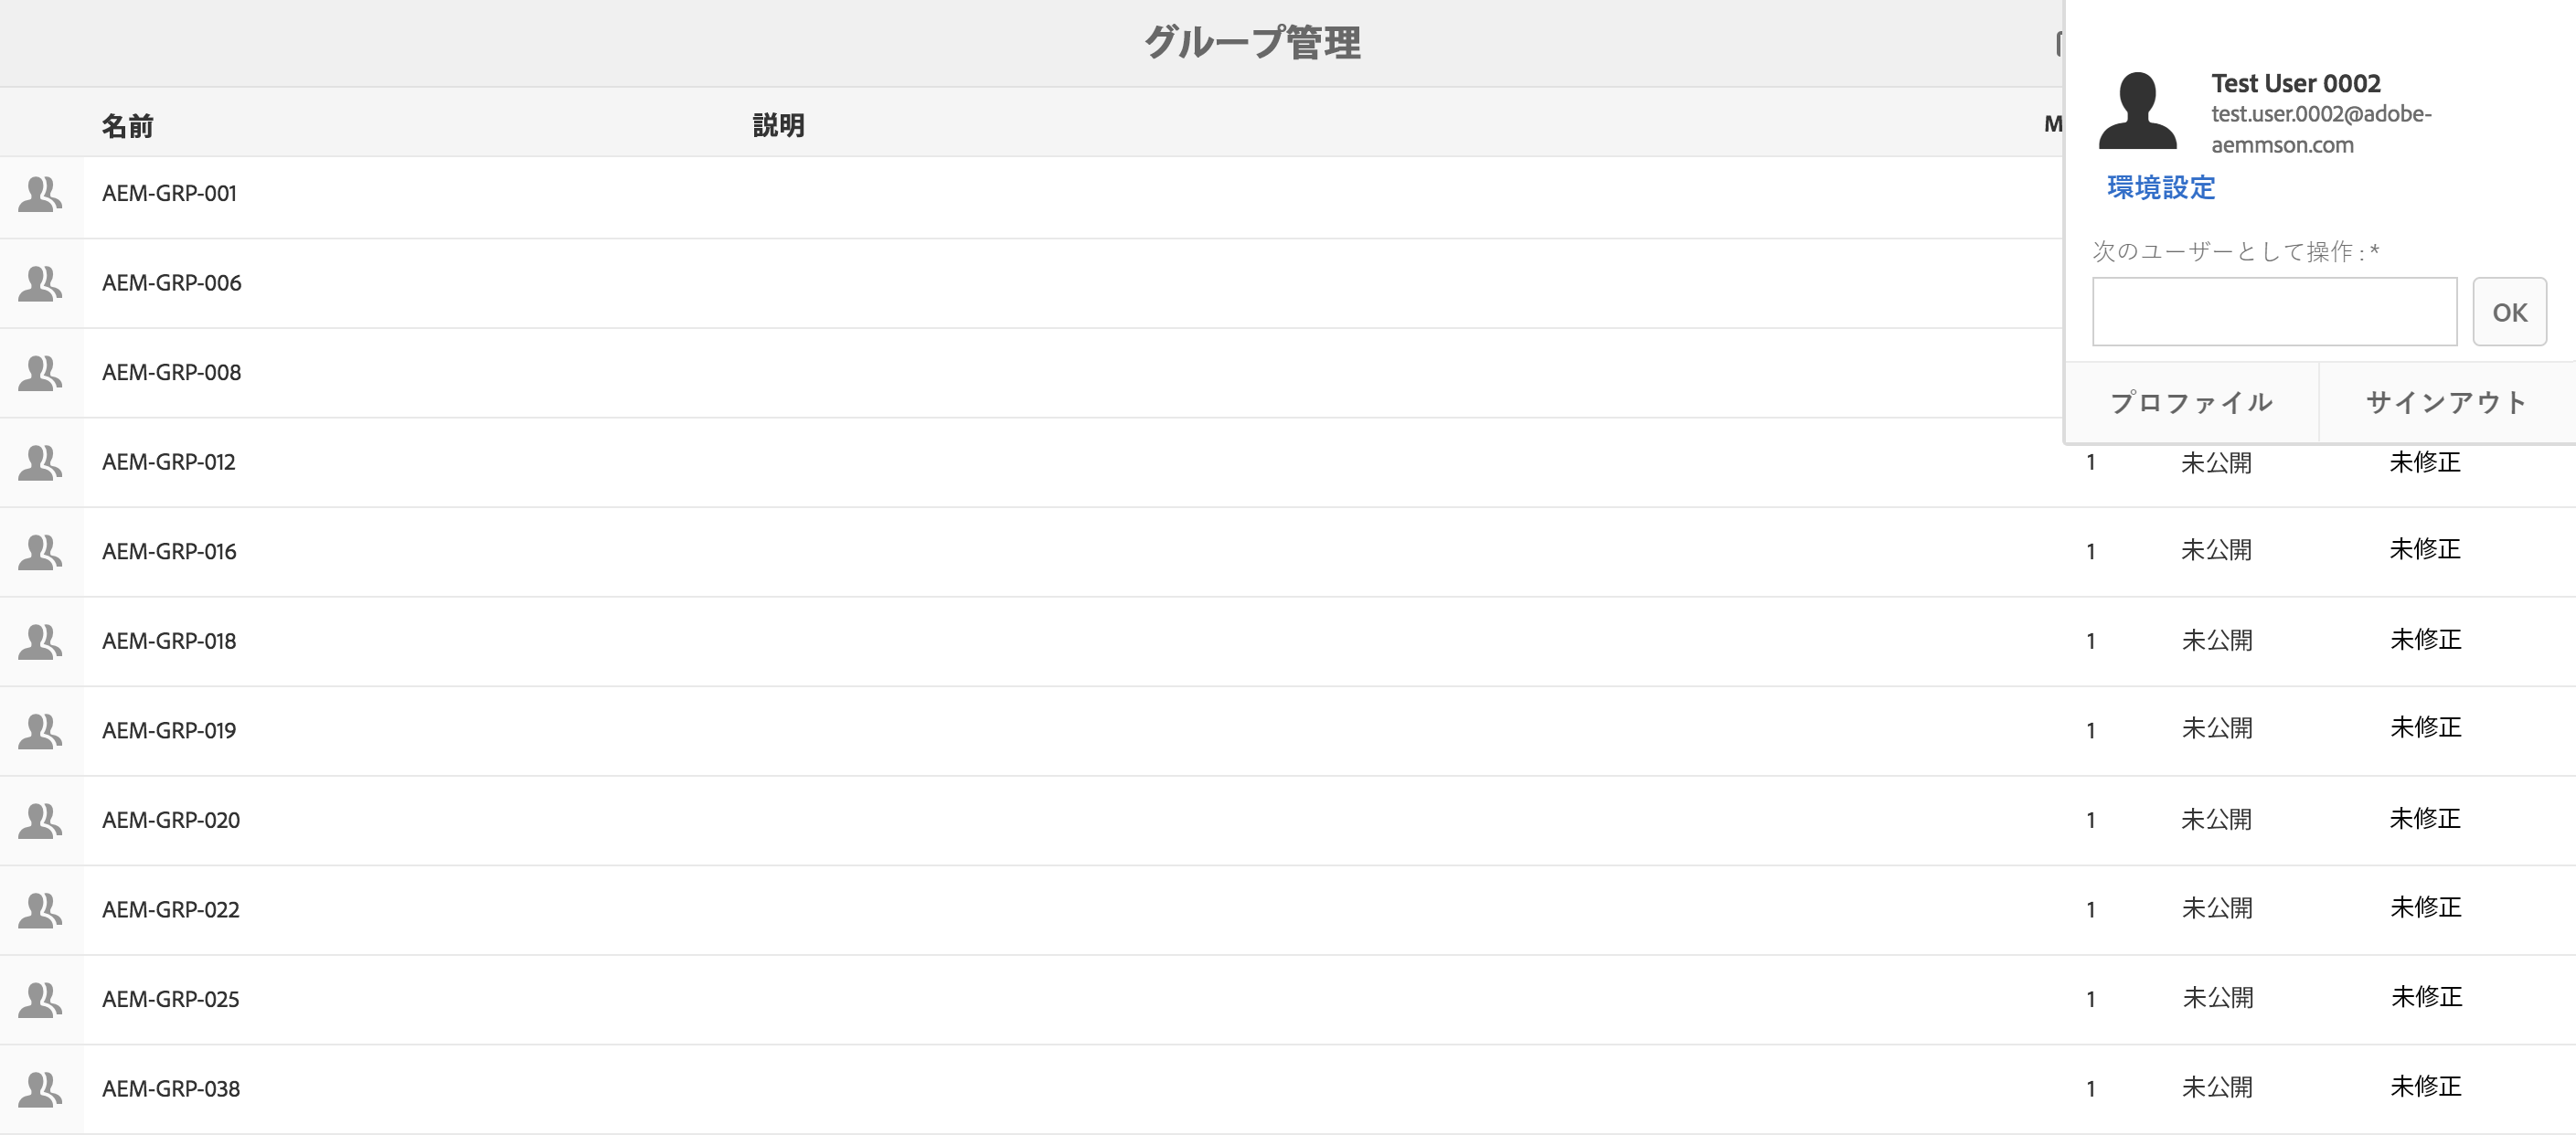 グループ管理
名前 説明 M
AEM-GRP-001
AEM-GRP-006
AEM-GRP-008
AEM-GRP-012 1 未公開 未修正
AEM-GRP-016 1 未公開 未修正
AEM-GRP-018 1 未公開 未修正
AEM-GRP-019 1 未公開 未修正
AEM-GRP-020 1 未公開 未修正
AEM-GRP-022 1 未公開 未修正
AEM-GRP-025 1 未公開 未修正
AEM-GRP-038 1 未公開 未修正
Test User 0002
test.user.0002@adobe-
aemmson.com
環境設定
次のユーザーとして操作 : *
OK
プロファイル サインアウト